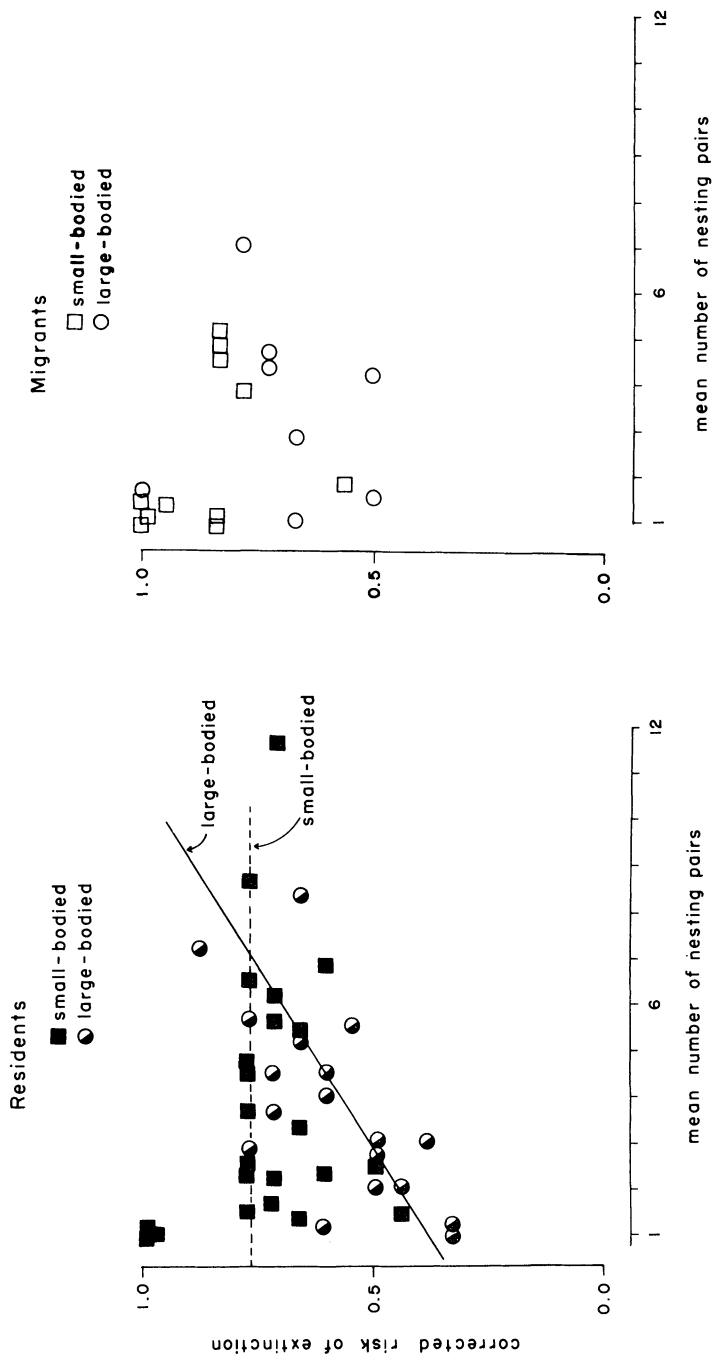 Residents
small-bodied
large-bodied
corrected risk of extinction
1.0
0.5
0.0
large-bodied
small-bodied
1
6
12
mean number of nesting pairs
Migrants
small-bodied
large-bodied
1.0
0.5
0.0
1
6
12
mean number of nesting pairs